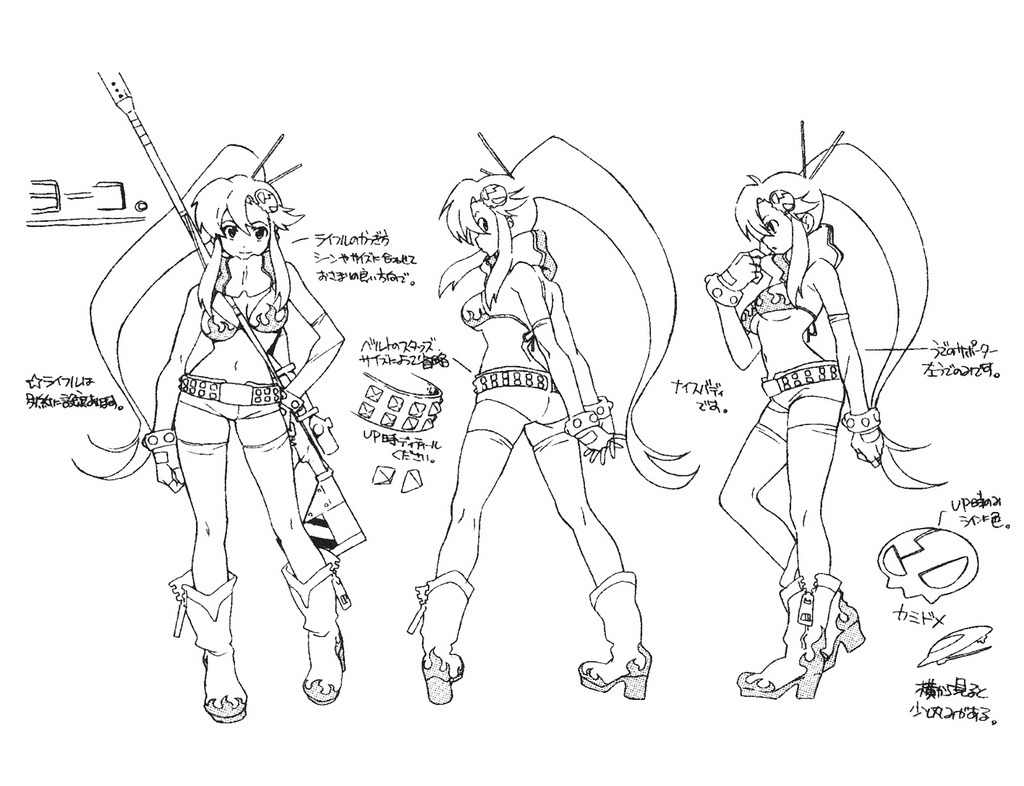 ライフルのかつぎ方
シーンやサイズに合わせて
おさまりの良い方向で。
ベルトのスタッズ
サイズによって省略
☆ライフルは
別紙に設定あります。
UP時ディティール
ください。
ナイスバディ
です。
うでのサポーター
左うでのみです。
UP時のみ
ラインに色。
カミドメ
横から見ると
少し丸みがある。